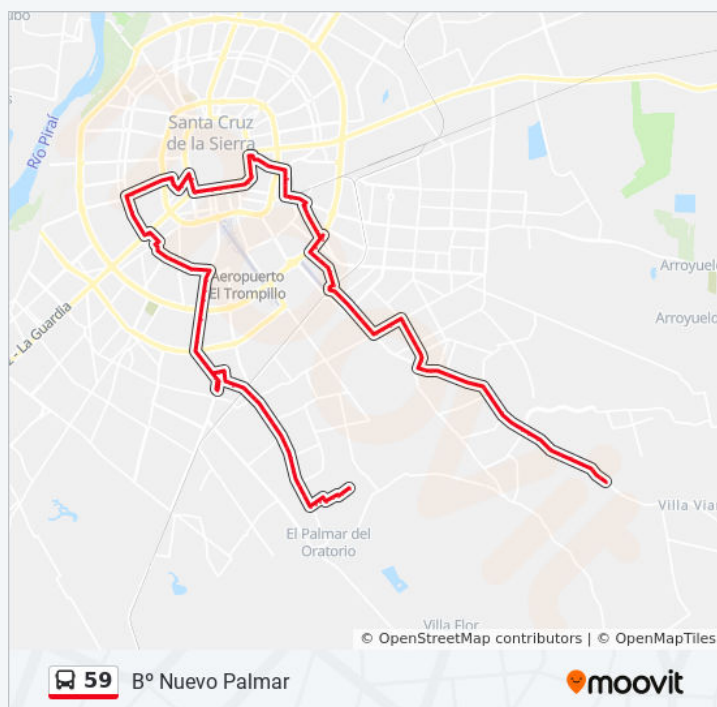 Santa Cruz
de la Sierra
Río Piraí
Aeropuerto
El Trompillo
Arroyuelo
Arroyuelo
- La Guardia
El Palmar del
Oratorio
Villa Viar
Villa Flor
© OpenStreetMap contributors | © OpenMapTiles
59 Bº Nuevo Palmar
moovit